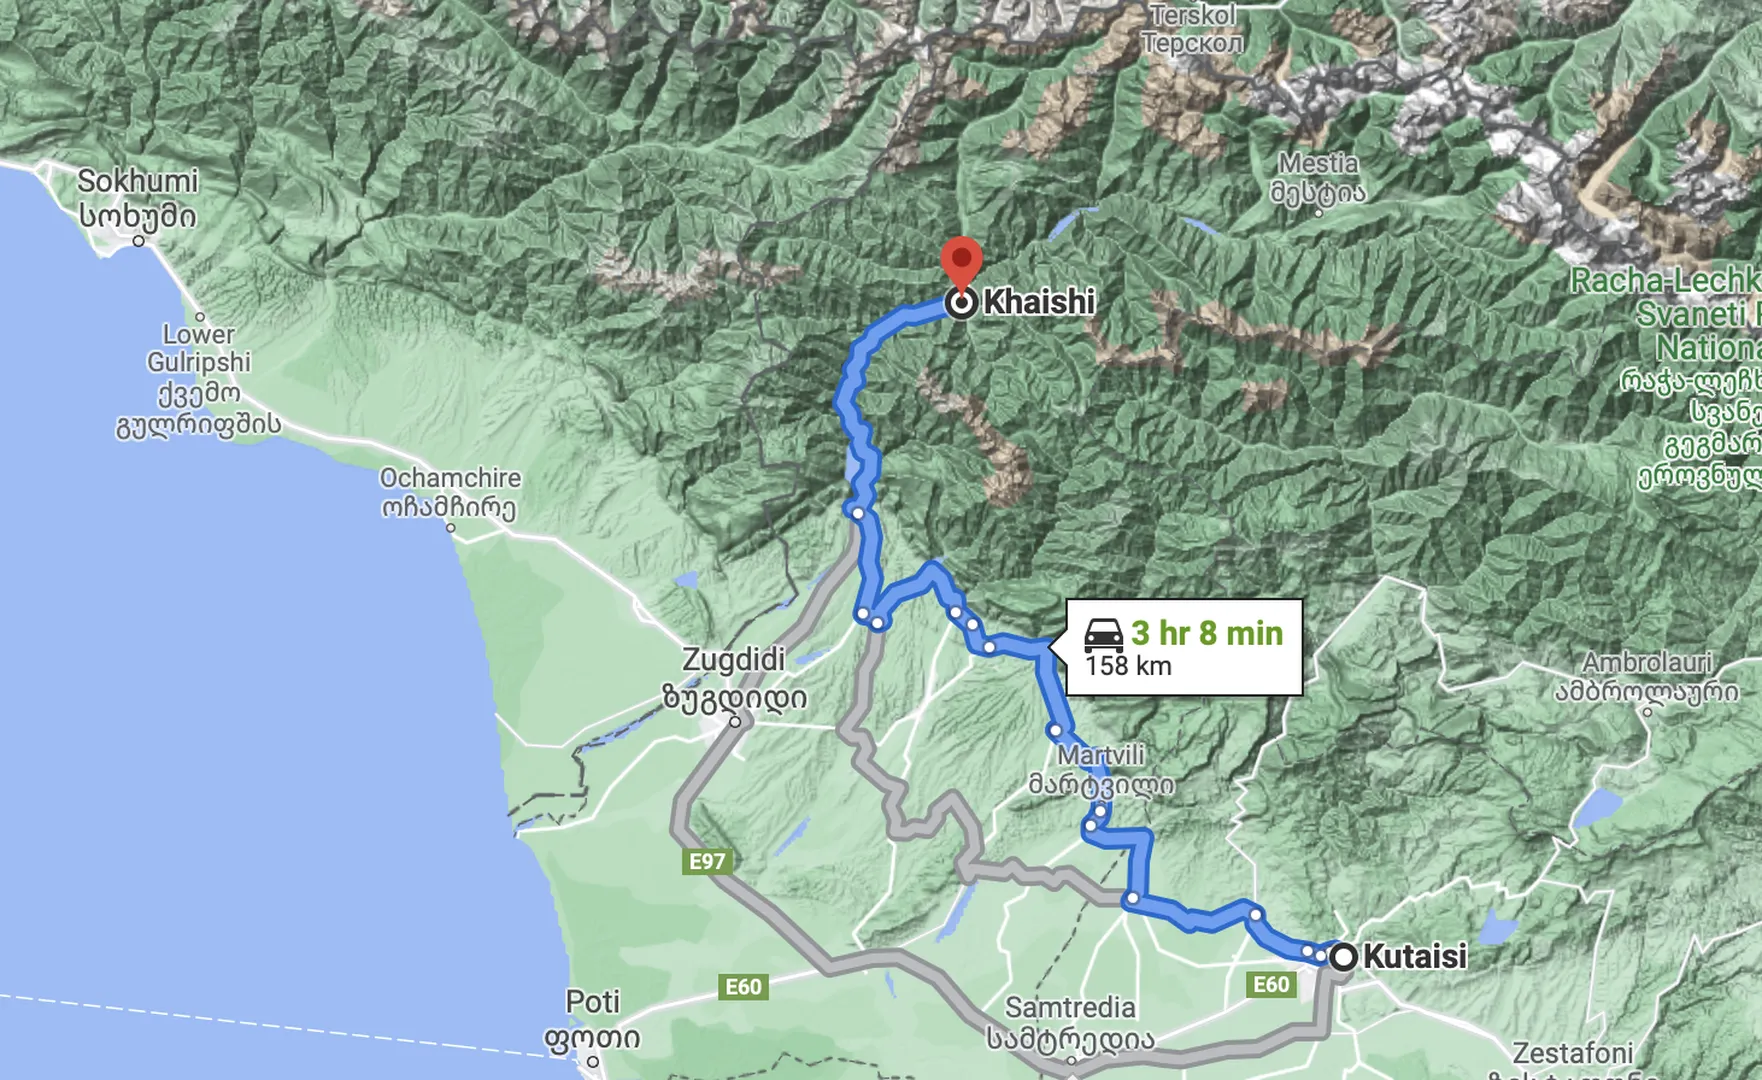 Terskol
Терскол
Mestia
მესტია
Sokhumi
სოხუმი
Khaishi
Lower
Gulripshi
ქვემო
გულრიფშის
Ochamchire
ოჩამჩირე
Racha-Lechk
Svaneti
Nationa
რაჭა-ლეჩხ
სვანე
გეგმარ
ეროვნულ
3 hr 8 min
158 km
Zugdidi
ზუგდიდი
Ambrolauri
ამბროლაური
Martvili
მარტვილი
E97
Kutaisi
E60
E60
Poti
ფოთი
Samtredia
სამტრედია
Zestafoni